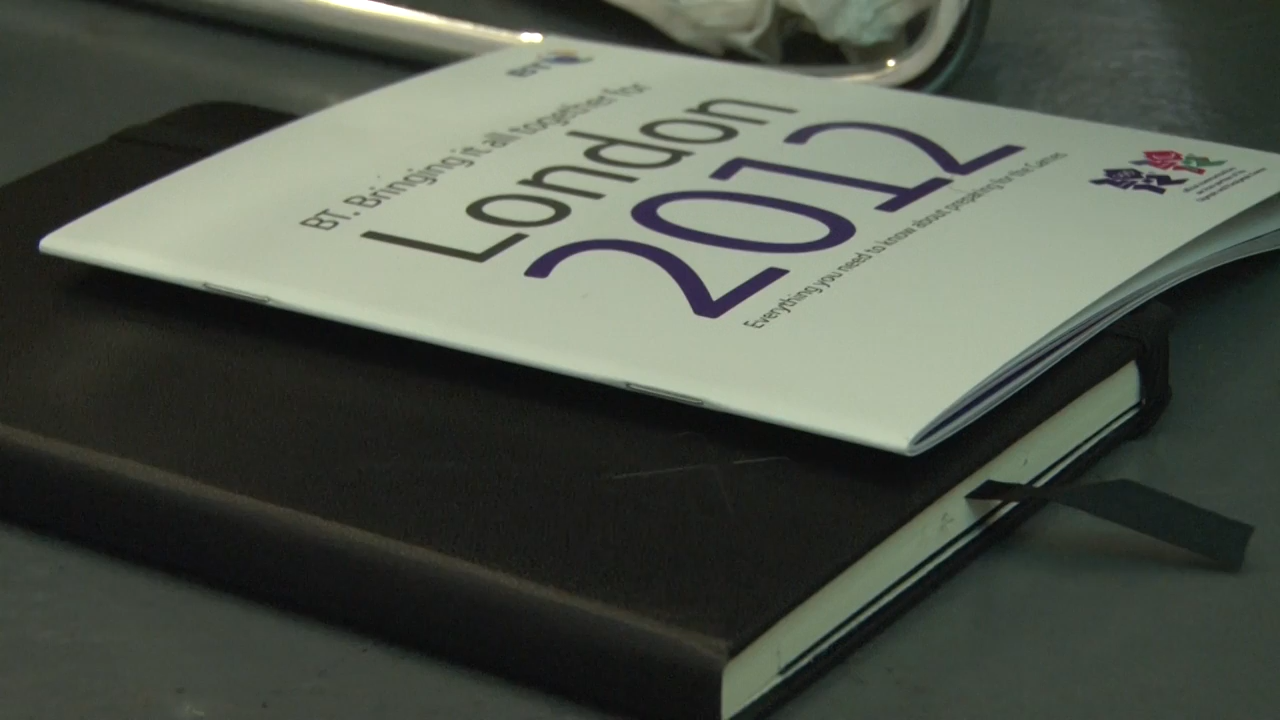 BT
BT. Bringing it all together for
London
2012
Everything you need to know about preparing for the Games